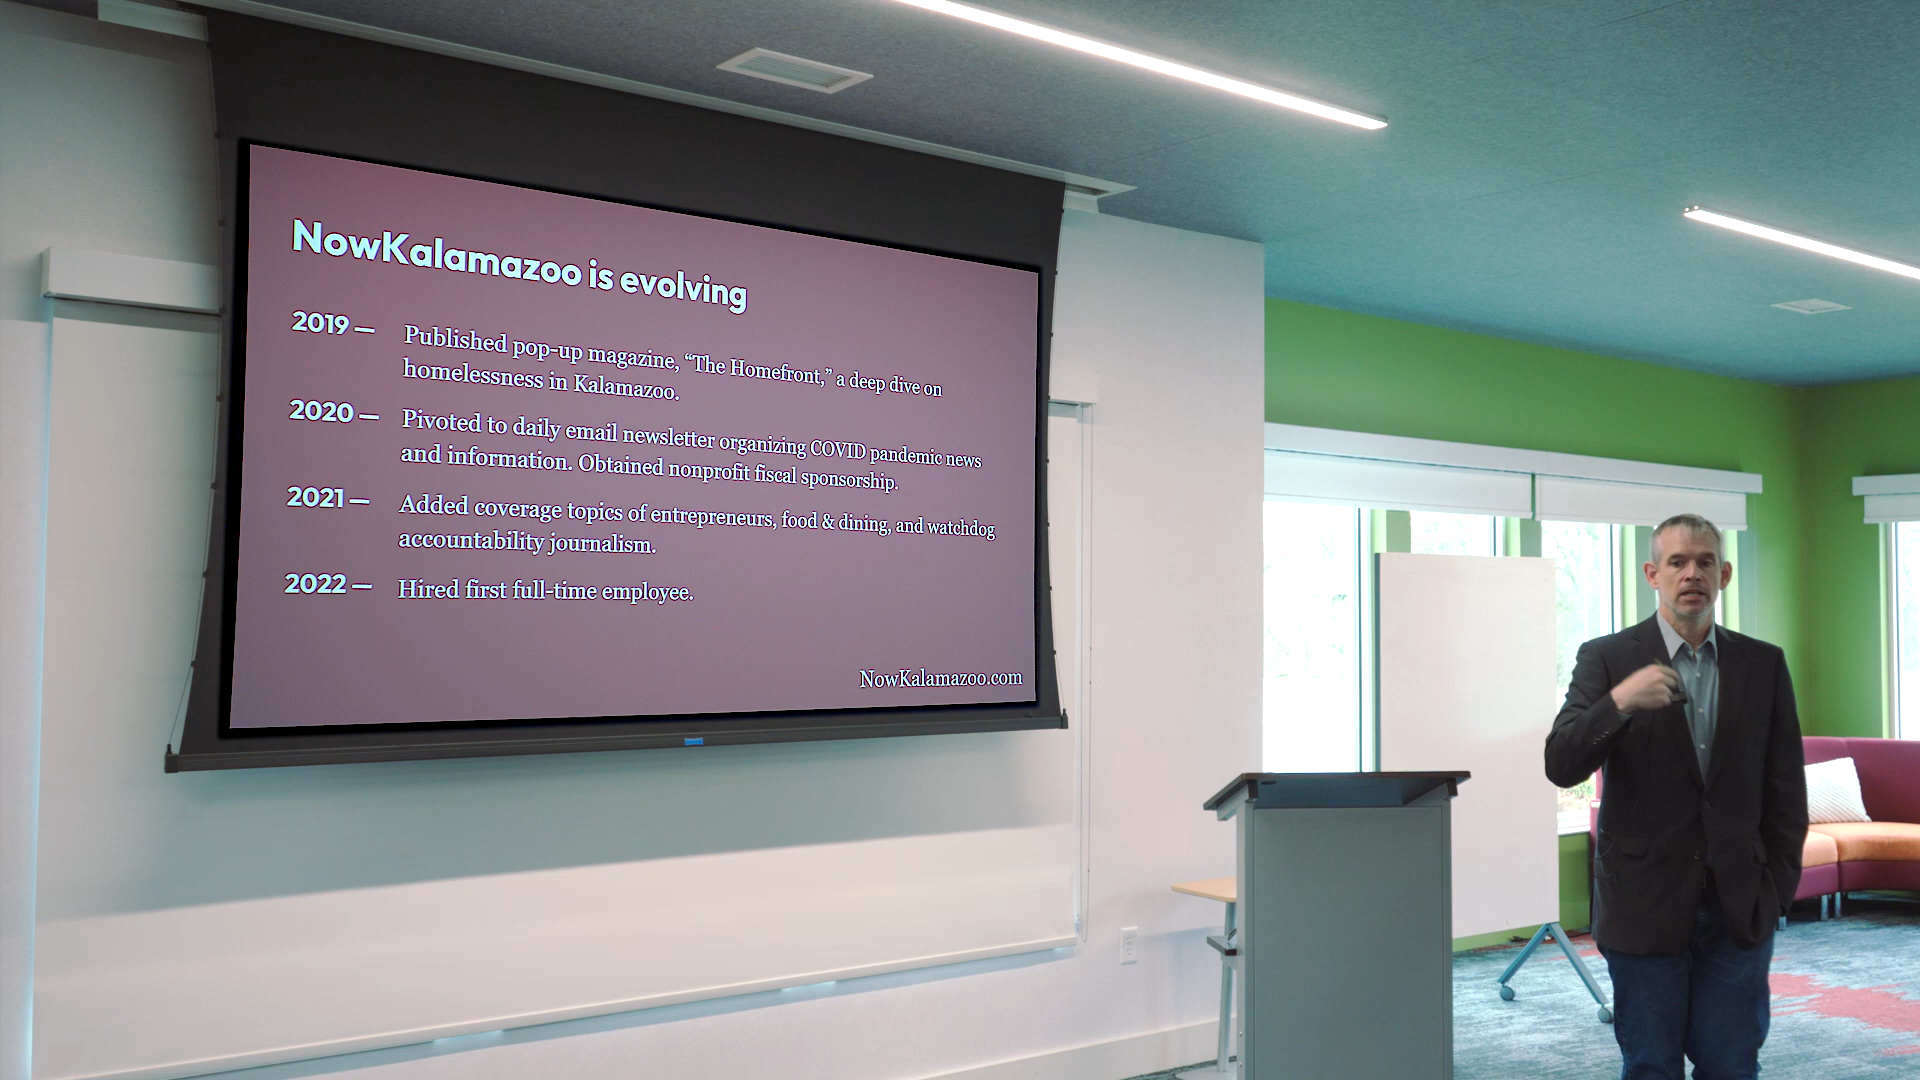 NowKalamazoo is evolving
2019 — Published pop-up magazine, “The Homefront,” a deep dive on
homelessness in Kalamazoo.
2020 — Pivoted to daily email newsletter organizing COVID pandemic news
and information. Obtained nonprofit fiscal sponsorship.
2021 — Added coverage topics of entrepreneurs, food & dining, and watchdog
accountability journalism.
2022 — Hired first full-time employee.
NowKalamazoo.com